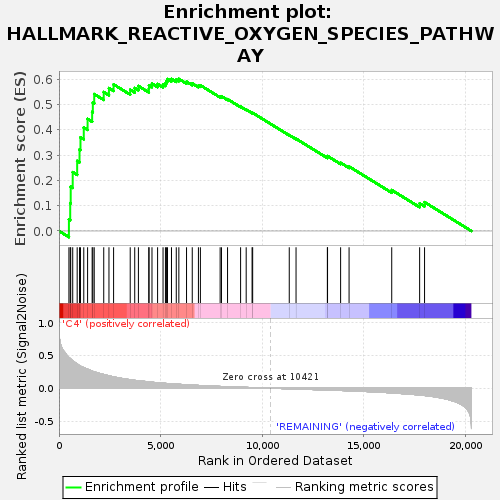 Enrichment plot:
HALLMARK_REACTIVE_OXYGEN_SPECIES_PATHW
AY
Enrichment score (ES)
0.6
0.5
0.4
0.3
0.2
0.1
0.0
'C4' (positively correlated)
Ranked list metric (Signal2Noise)
1.0
0.5
0.0
-0.5
Zero cross at 10421
'REMAINING' (negatively correlated)
0
5,000
10,000
15,000
20,000
Rank in Ordered Dataset
Enrichment profile
Hits
Ranking metric scores